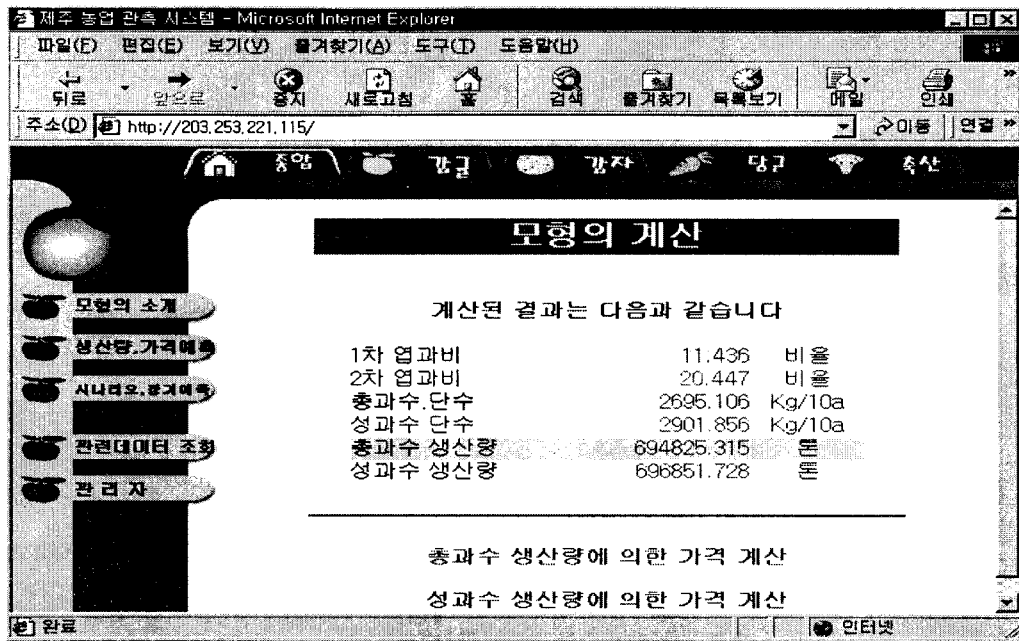 제주 농업 관측 시스템 - Microsoft Internet Explorer
파일(F) 편집(E) 보기(V) 즐겨찾기(A) 도구(T) 도움말(H)
뒤로 앞으로 중지 새로고침 홈 검색 즐겨찾기 목록보기 메일 인쇄
주소(D) http://203,253,221,115/ 이동 연결
종합 감귤 감자 당근 축산
모형의 계산
모형의 소개
생산량.가격예측
시나리오.장기예측
관련데이터 조회
관 리 자
계산된 결과는 다음과 같습니다
1차 엽과비 11.436 비율
2차 엽과비 20.447 비율
총과수.단수 2695.106 Kg/10a
성과수 단수 2901.856 Kg/10a
총과수 생산량 694825.315 톤
성과수 생산량 696851.728 톤
총과수 생산량에 의한 가격 계산
성과수 생산량에 의한 가격 계산
완료 인터넷